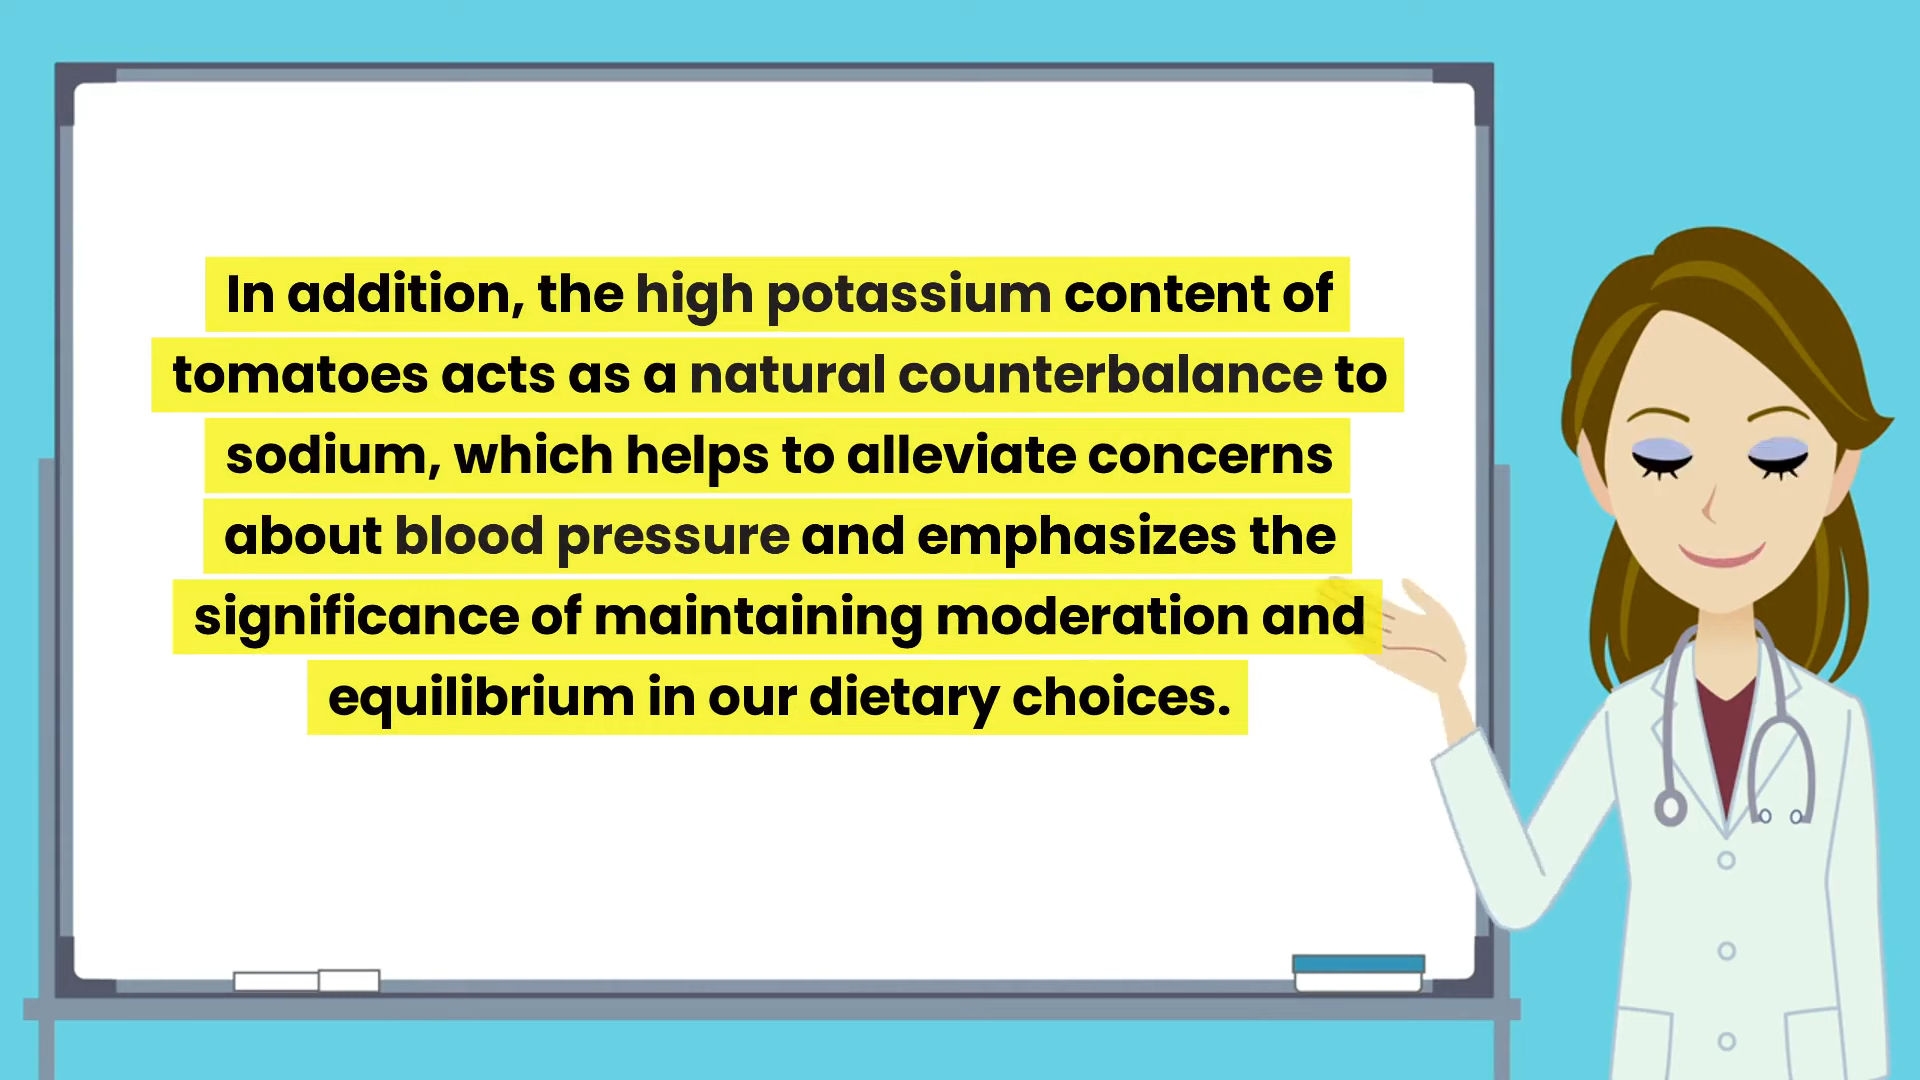 In addition, the high potassium content of
tomatoes acts as a natural counterbalance to
sodium, which helps to alleviate concerns
about blood pressure and emphasizes the
significance of maintaining moderation and
equilibrium in our dietary choices.